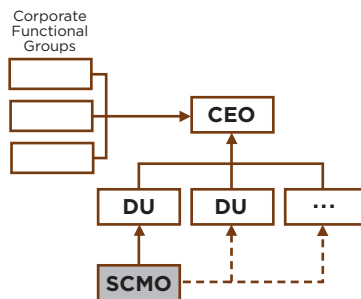 Corporate
Functional
Groups
CEO
DU
DU
...
SCMO